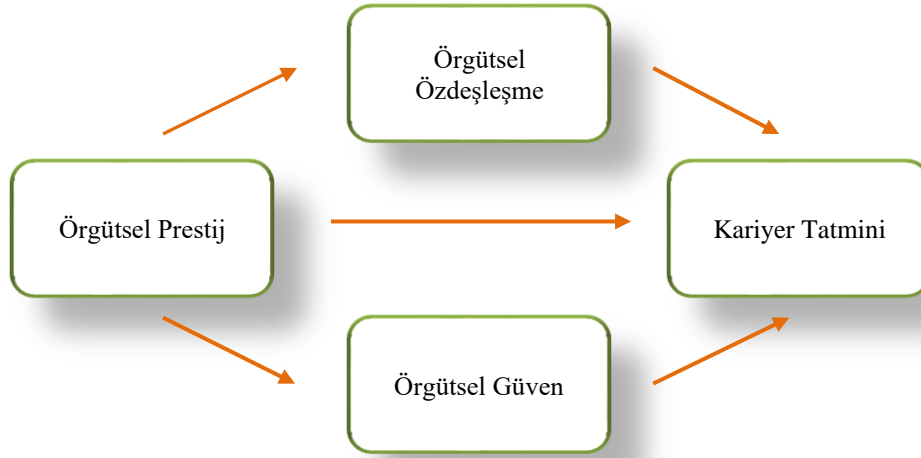 Örgütsel
Özdeşleşme
Örgütsel Prestij
Kariyer Tatmini
Örgütsel Güven